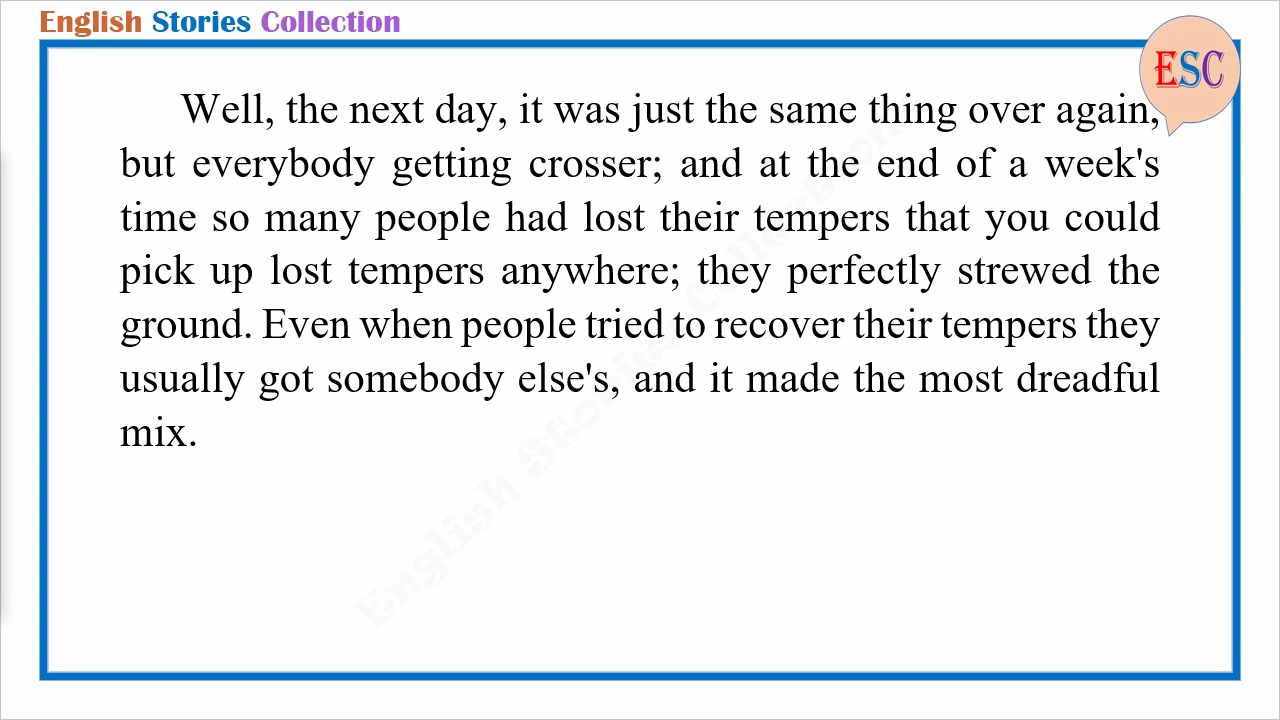 English Stories Collection
ESC
Well, the next day, it was just the same thing over again,
but everybody getting crosser; and at the end of a week's
time so many people had lost their tempers that you could
pick up lost tempers anywhere; they perfectly strewed the
ground. Even when people tried to recover their tempers they
usually got somebody else's, and it made the most dreadful
mix.
English Stories Collection